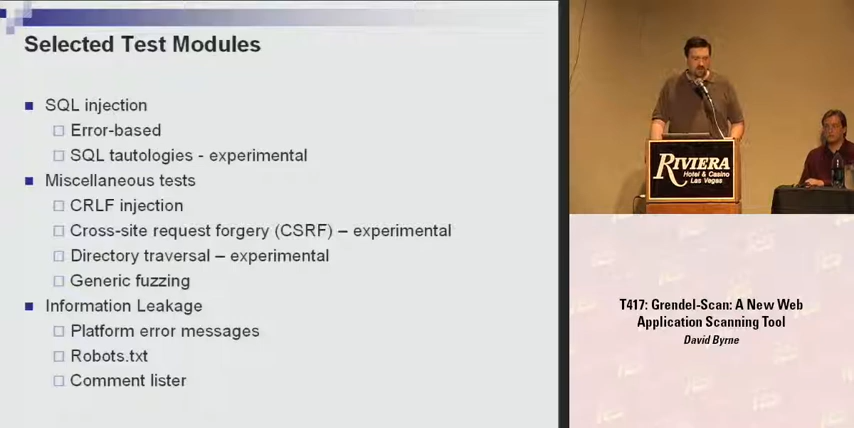 Selected Test Modules
SQL injection
Error-based
SQL tautologies - experimental
Miscellaneous tests
CRLF injection
Cross-site request forgery (CSRF) – experimental
Directory traversal – experimental
Generic fuzzing
Information Leakage
Platform error messages
Robots.txt
Comment lister
RIVIERA
Hotel & Casino
Las Vegas
T417: Grendel-Scan: A New Web
Application Scanning Tool
David Byrne